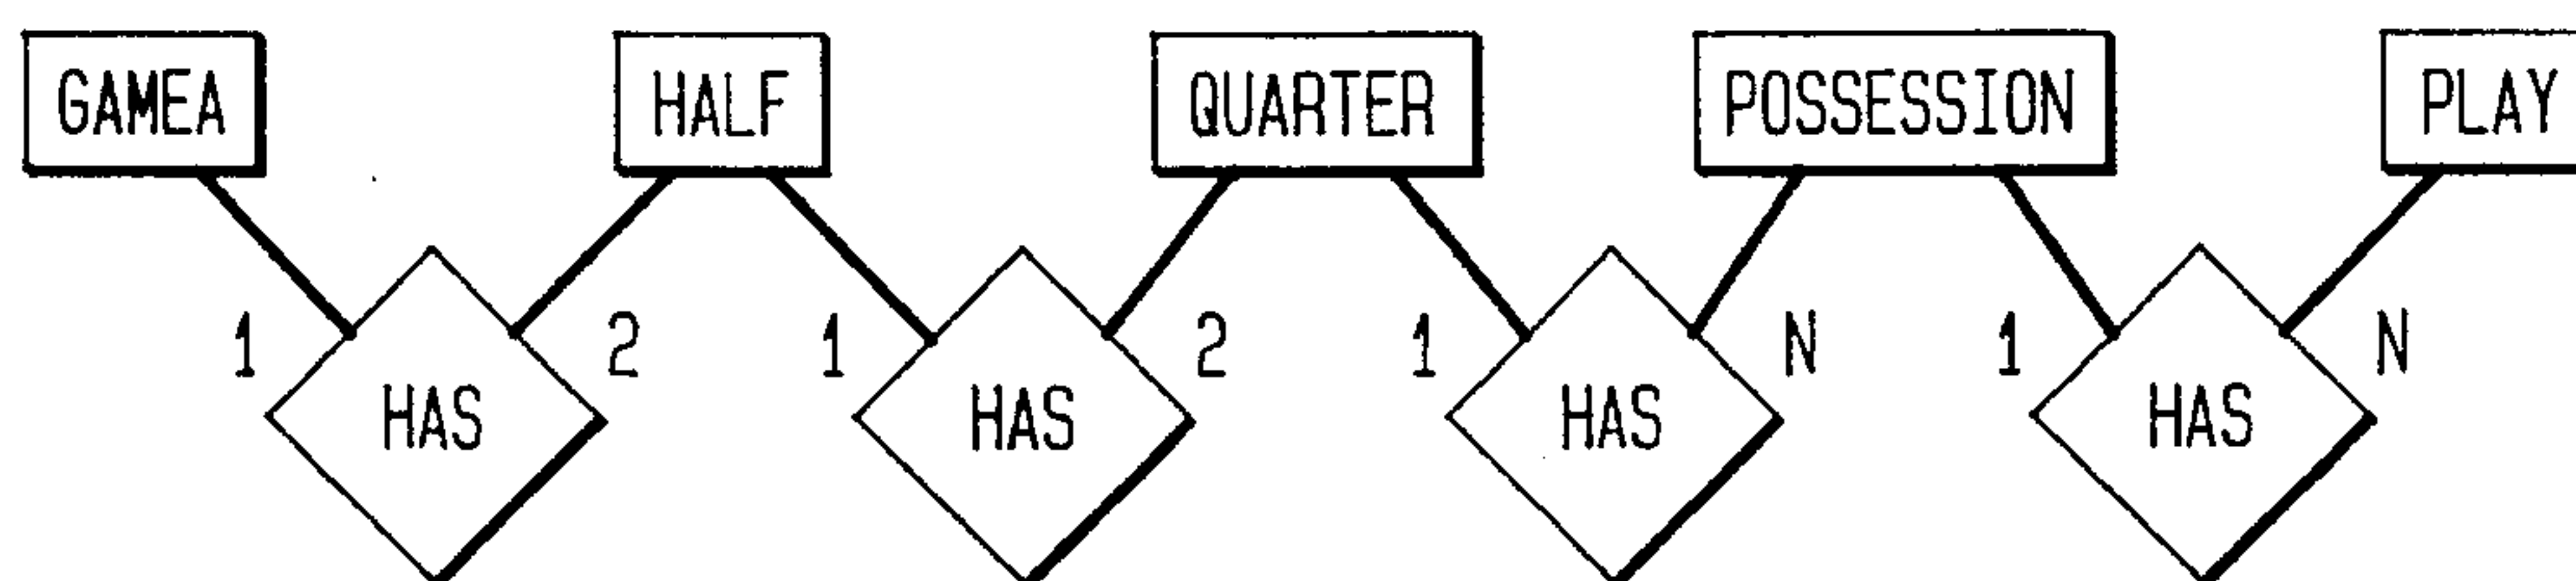 GAMEA HALF QUARTER POSSESSION PLAY
1 2 1 2 1 N 1 N
HAS HAS HAS HAS